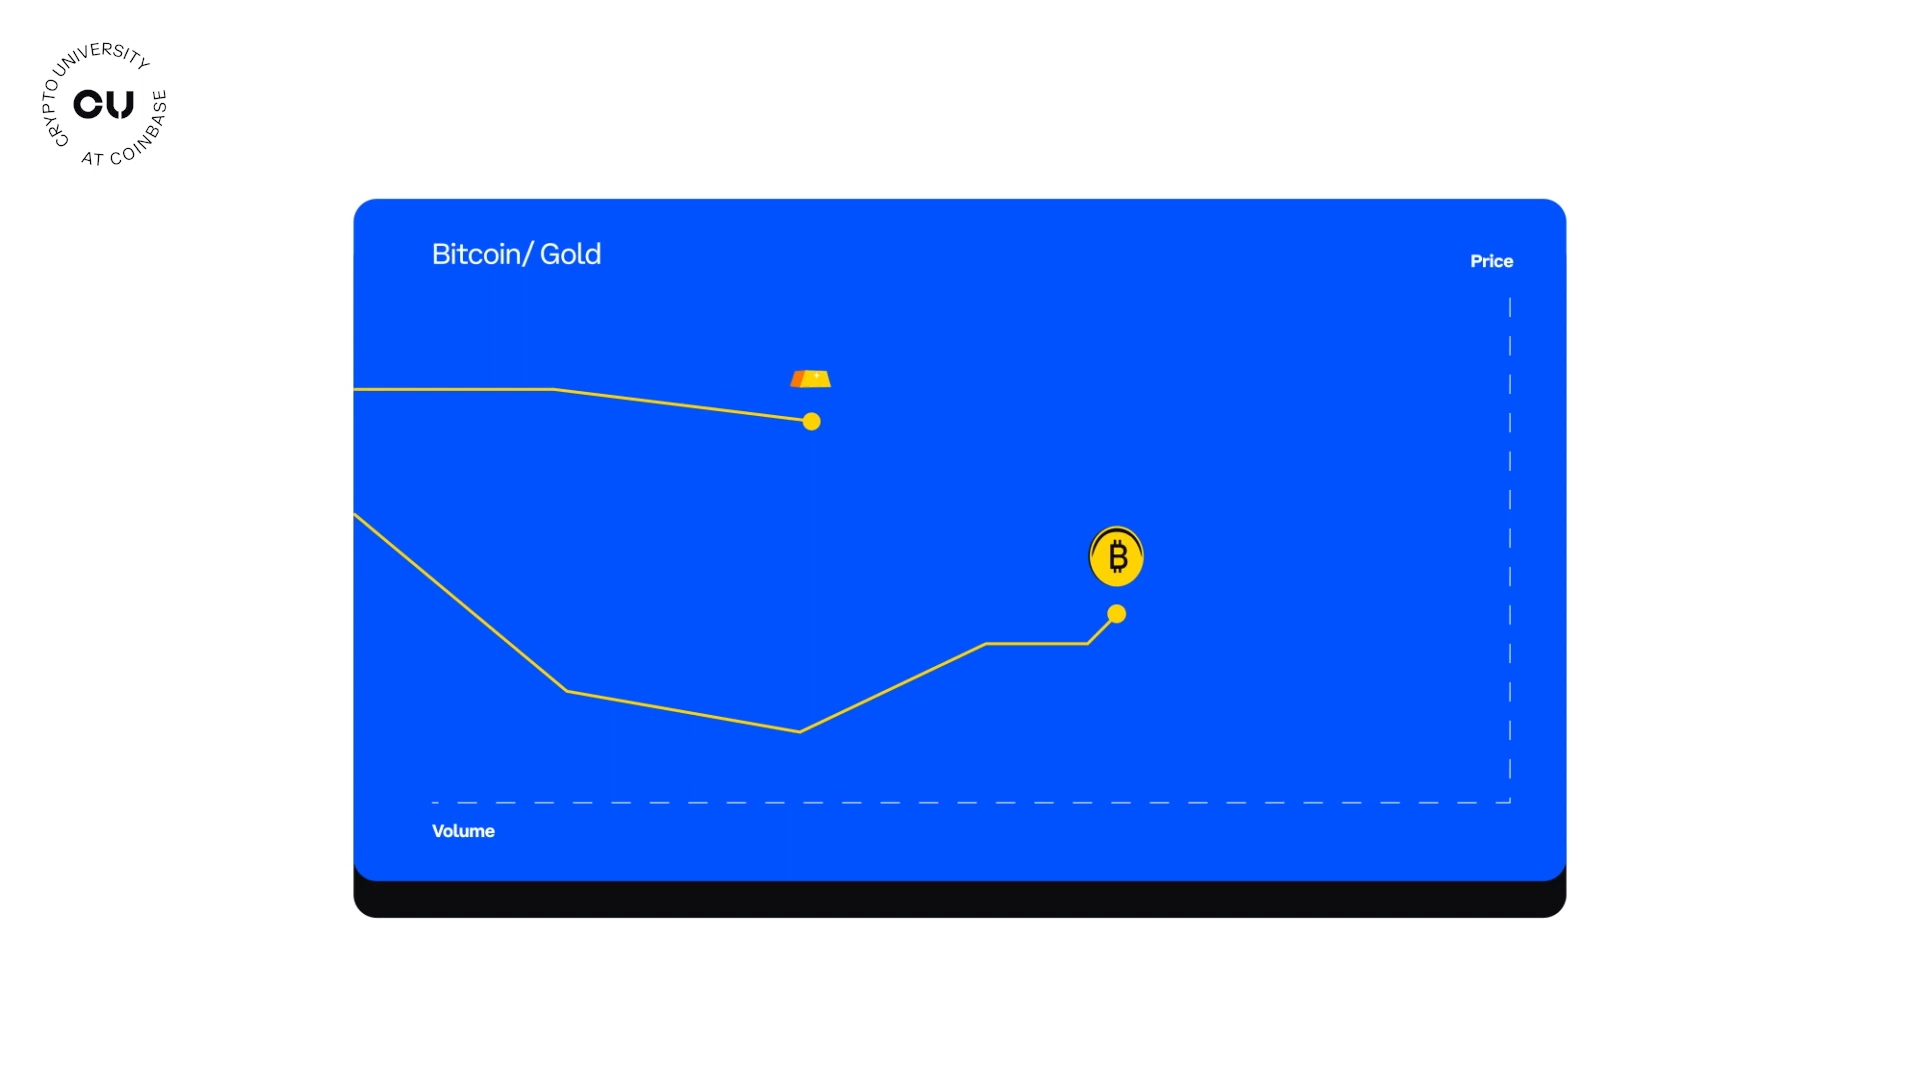 CRYPTO UNIVERSITY
CU
AT COINBASE
Bitcoin/ Gold
Price
Volume